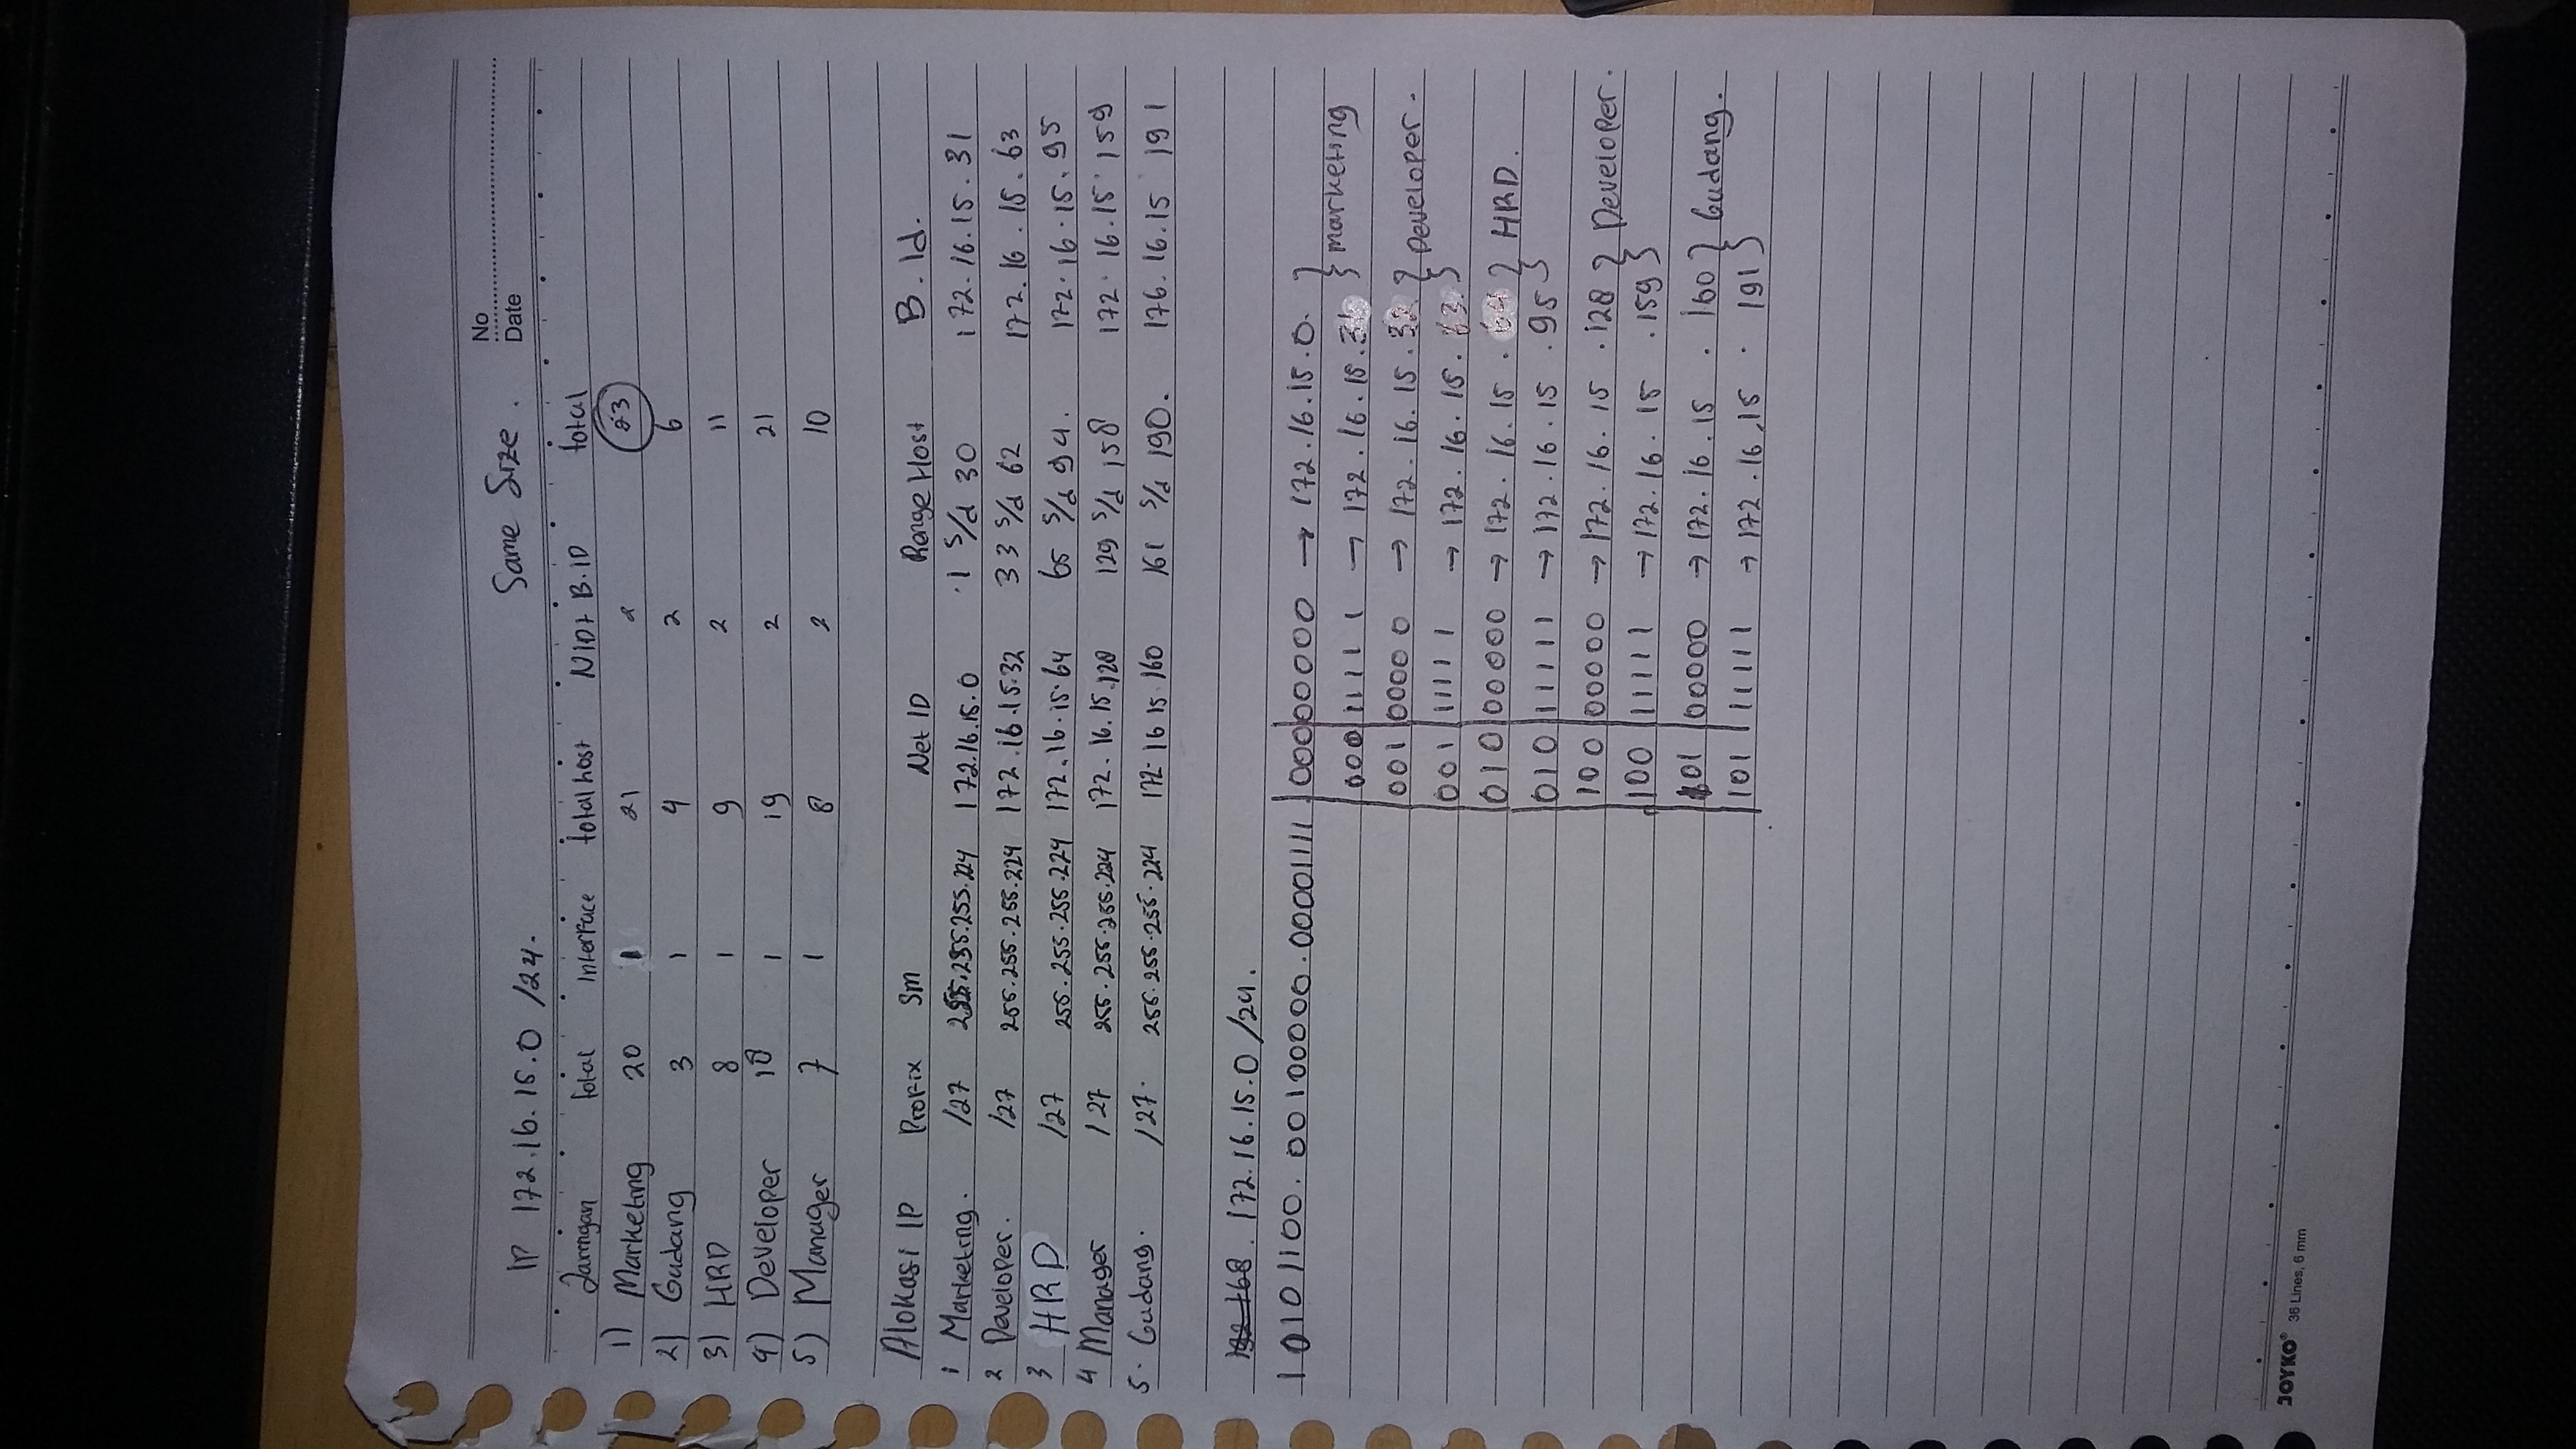 No
Same Size.
IP 172.16.15.0 /24.
Date
Jaringan Total Interface total host NID+ B.ID total
1) Marketing 20 1 21 2 23
2) Gudang 3 1 4 2 6
3) HRD 8 1 9 2 11
4) Developer 18 1 19 2 21
5) Manager 7 1 8 2 10
Alokasi IP Prefix Sm Net ID Range Host B. Id.
1 Marketing. /27 255.255.255.224 172.16.15.0 .1 s/d 30 172.16.15.31
2 Developer. /27 255.255.255.224 172.16.15.32 33 s/d 62 172.16.15.63
3 HRD /27 255.255.255.224 172.16.15.64 65 s/d 94. 172.16.15.95
4 Manager /27 255.255.255.224 172.16.15.128 129 s/d 158 172.16.15.159
5. Gudang. /27. 255.255.255.224 172.16 15 160 161 s/d 190. 176.16.15 191
192 168. 172.16.15.0 /24.
10101100.00100000.00001111 00000000 → 172.16.15.0. } marketing
000 11111 → 172.16.15.31
001 00000 → 172.16.15.32 } Developer.
001 11111 → 172.16.15.63
010 00000 → 172.16.15.64 } HRD.
010 11111 → 172.16.15.95
100 00000 → 172.16.15.128 } Developer.
100 11111 → 172.16.15.159
101 00000 → 172.16.15.160 } Gudang.
101 11111 → 172.16.15.191
JOYKO® 36 Lines, 6 mm